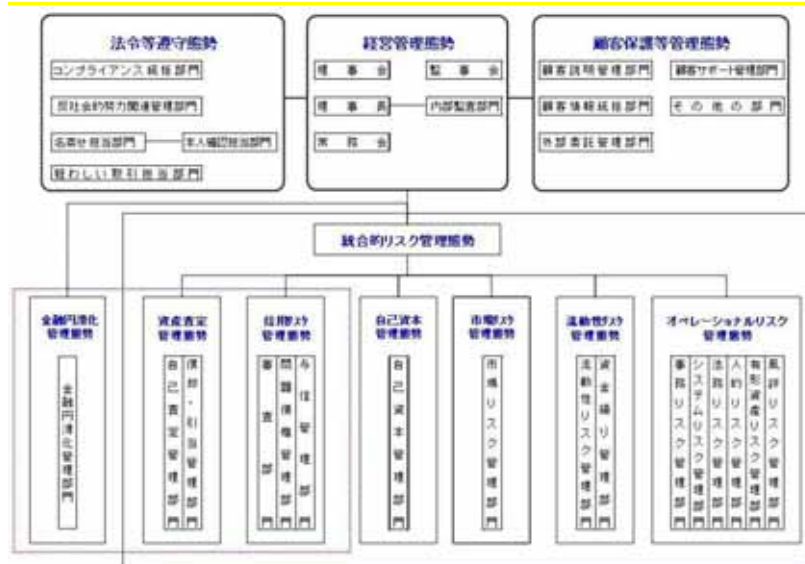 法令等遵守態勢
コンプライアンス統括部門
反社会的勢力関連管理部門
名寄せ担当部門
本人確認担当部門
疑わしい取引担当部門
経営管理態勢
理事会
監事会
理事長
内部監査部門
常務会
顧客保護等管理態勢
顧客説明管理部門
顧客サポート管理部門
顧客情報統括部門
その他の部門
外部委託管理部門
統合的リスク管理態勢
金融円滑化
管理態勢
金融円滑化管理部門
資産査定
管理態勢
自己査定管理部門
償却・引当管理部門
信用リスク
管理態勢
審査部門
問題債権管理部門
与信管理部門
自己資本
管理態勢
自己資本管理部門
市場リスク
管理態勢
市場リスク管理部門
流動性リスク
管理態勢
流動性リスク管理部門
資金繰り管理部門
オペレーショナルリスク
管理態勢
事務リスク管理部門
システムリスク管理部門
法務リスク管理部門
人的リスク管理部門
有形資産リスク管理部門
風評リスク管理部門